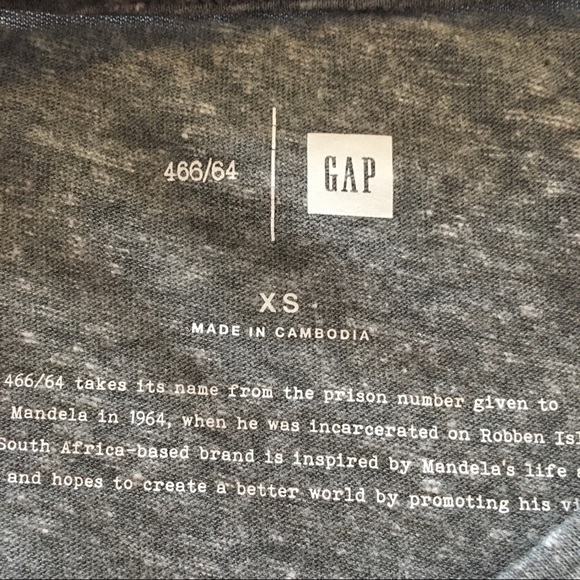 466/64 GAP
XS
MADE IN CAMBODIA
466/64 takes its name from the prison number given to
Mandela in 1964, when he was incarcerated on Robben
South Africa-based brand is inspired by Mandela's life
and hopes to create a better world by promoting his